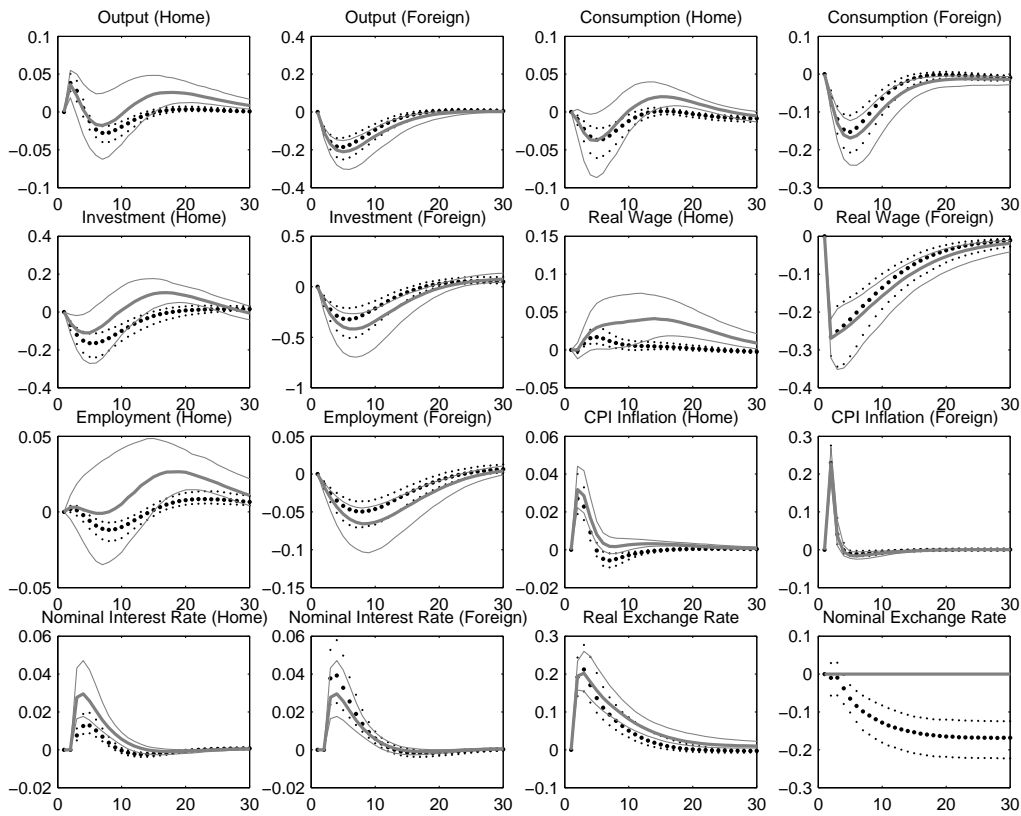 Output (Home)
0.1
0.05
0
−0.05
−0.1
0 10 20 30
Output (Foreign)
0.4
0.2
0
−0.2
−0.4
0 10 20 30
Consumption (Home)
0.1
0.05
0
−0.05
−0.1
0 10 20 30
Consumption (Foreign)
0.1
0
−0.1
−0.2
−0.3
0 10 20 30
Investment (Home)
0.4
0.2
0
−0.2
−0.4
0 10 20 30
Investment (Foreign)
0.5
0
−0.5
−1
0 10 20 30
Real Wage (Home)
0.15
0.1
0.05
0
−0.05
0 10 20 30
Real Wage (Foreign)
0
−0.1
−0.2
−0.3
−0.4
0 10 20 30
Employment (Home)
0.05
0
−0.05
0 10 20 30
Employment (Foreign)
0.05
0
−0.05
−0.1
−0.15
0 10 20 30
CPI Inflation (Home)
0.06
0.04
0.02
0
−0.02
0 10 20 30
CPI Inflation (Foreign)
0.3
0.2
0.1
0
−0.1
0 10 20 30
Nominal Interest Rate (Home)
0.06
0.04
0.02
0
−0.02
0 10 20 30
Nominal Interest Rate (Foreign)
0.06
0.04
0.02
0
−0.02
0 10 20 30
Real Exchange Rate
0.3
0.2
0.1
0
−0.1
0 10 20 30
Nominal Exchange Rate
0.1
0
−0.1
−0.2
−0.3
0 10 20 30